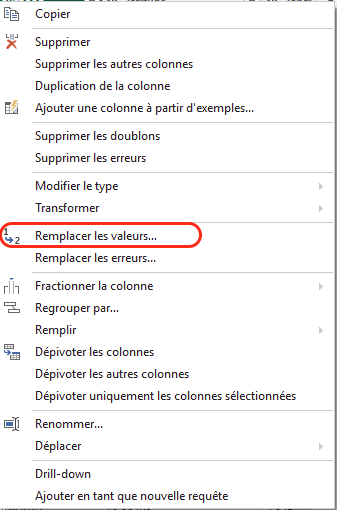 Copier
Supprimer
Supprimer les autres colonnes
Duplication de la colonne
Ajouter une colonne à partir d'exemples...
Supprimer les doublons
Supprimer les erreurs
Modifier le type
Transformer
1
2
Remplacer les valeurs...
Remplacer les erreurs...
Fractionner la colonne
Regrouper par...
Remplir
Dépivoter les colonnes
Dépivoter les autres colonnes
Dépivoter uniquement les colonnes sélectionnées
Renommer...
Déplacer
Drill-down
Ajouter en tant que nouvelle requête